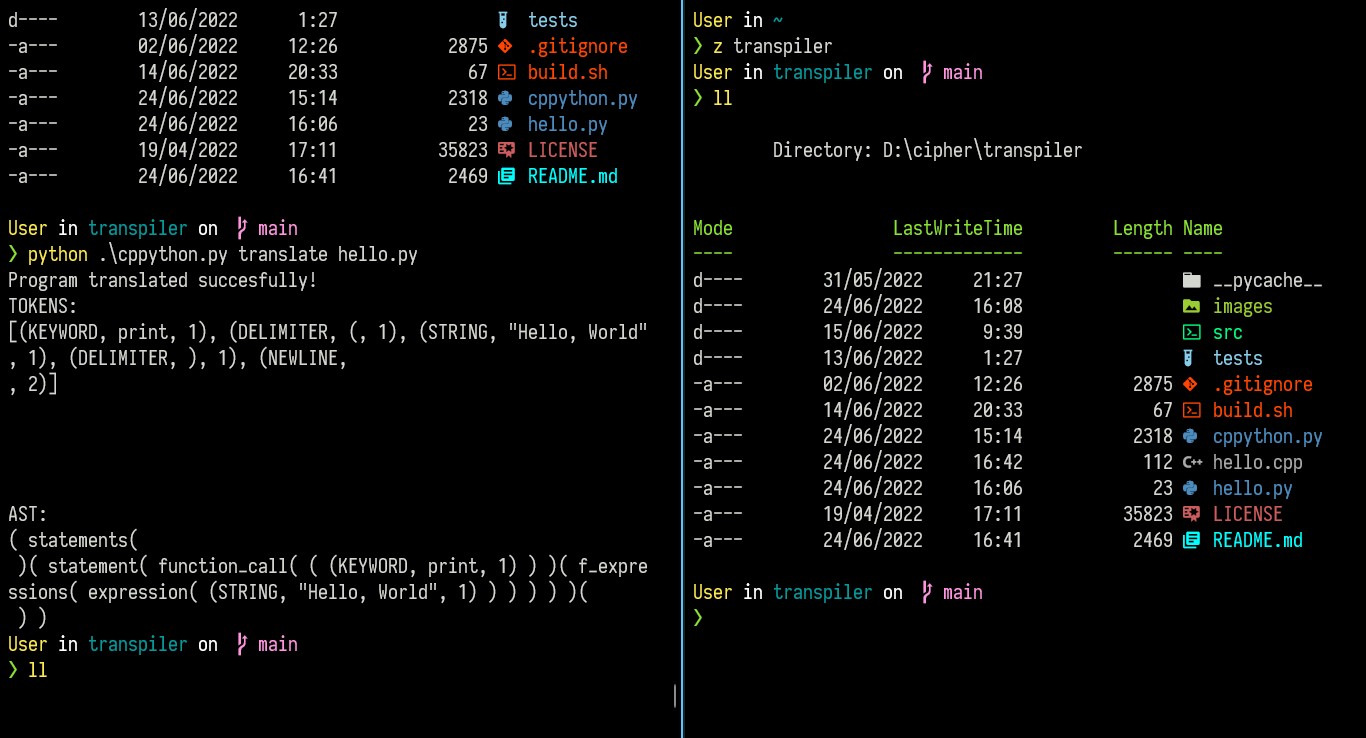 d----        13/06/2022     1:27                tests
-a---        02/06/2022    12:26           2875 .gitignore
-a---        14/06/2022    20:33             67 build.sh
-a---        24/06/2022    15:14           2318 cppython.py
-a---        24/06/2022    16:06             23 hello.py
-a---        19/04/2022    17:11          35823 LICENSE
-a---        24/06/2022    16:41           2469 README.md
User in transpiler on main
❯ python .\cppython.py translate hello.py
Program translated succesfully!
TOKENS:
[(KEYWORD, print, 1), (DELIMITER, (, 1), (STRING, "Hello, World"
, 1), (DELIMITER, ), 1), (NEWLINE,
, 2)]
AST:
( statements(
 )( statement( function_call( ( (KEYWORD, print, 1) ) )( f_expre
ssions( expression( (STRING, "Hello, World", 1) ) ) ) ) )(
 ) )
User in transpiler on main
❯ ll
User in ~
❯ z transpiler
User in transpiler on main
❯ ll
Directory: D:\cipher\transpiler
Mode                 LastWriteTime         Length Name
----                 -------------         ------ ----
d----        31/05/2022    21:27                __pycache__
d----        24/06/2022    16:08                images
d----        15/06/2022     9:39                src
d----        13/06/2022     1:27                tests
-a---        02/06/2022    12:26           2875 .gitignore
-a---        14/06/2022    20:33             67 build.sh
-a---        24/06/2022    15:14           2318 cppython.py
-a---        24/06/2022    16:42            112 C++ hello.cpp
-a---        24/06/2022    16:06             23 hello.py
-a---        19/04/2022    17:11          35823 LICENSE
-a---        24/06/2022    16:41           2469 README.md
User in transpiler on main
❯